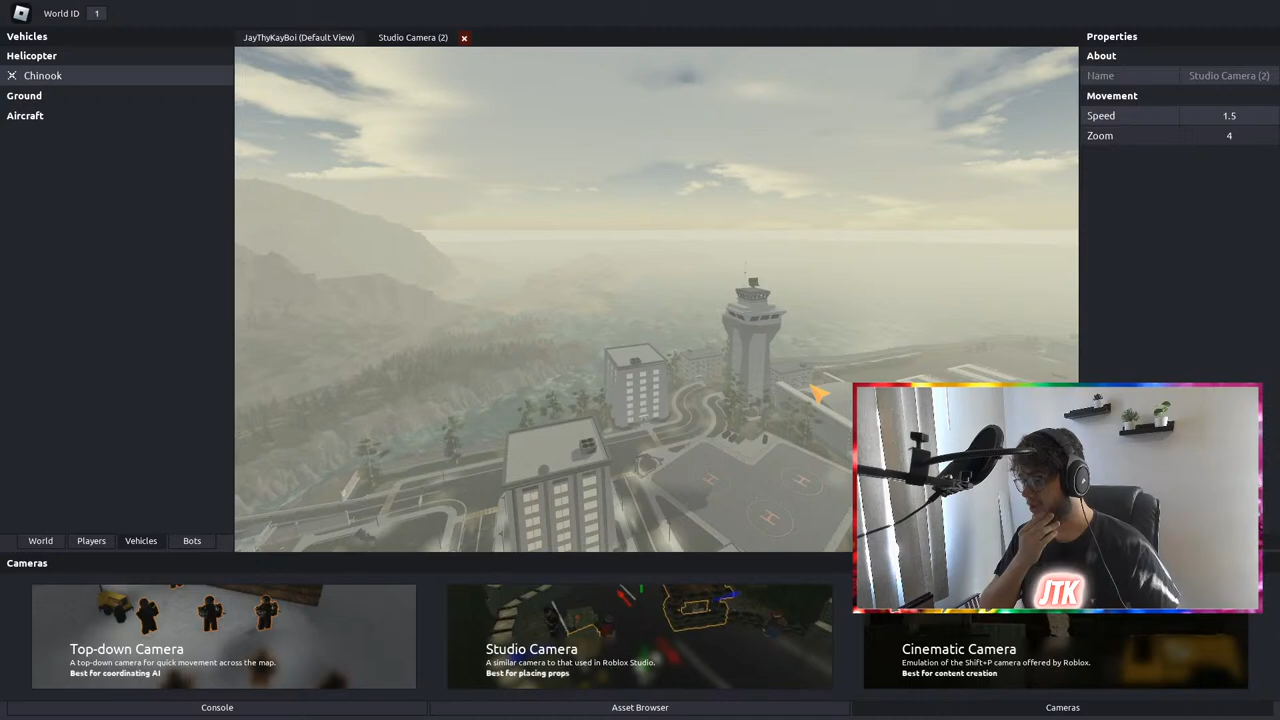 World ID 1
Vehicles
Helicopter
Chinook
Ground
Aircraft
World Players Vehicles Bots
JayThyKayBoi (Default View) Studio Camera (2) x
H H H
Properties
About
Name Studio Camera (2)
Movement
Speed 1.5
Zoom 4
JTK
Cameras
Top-down Camera
A top-down camera for quick movement across the map.
Best for coordinating AI
Studio Camera
A similar camera to that used in Roblox Studio.
Best for placing props
Cinematic Camera
Emulation of the Shift+P camera offered by Roblox.
Best for content creation
Console Asset Browser Cameras